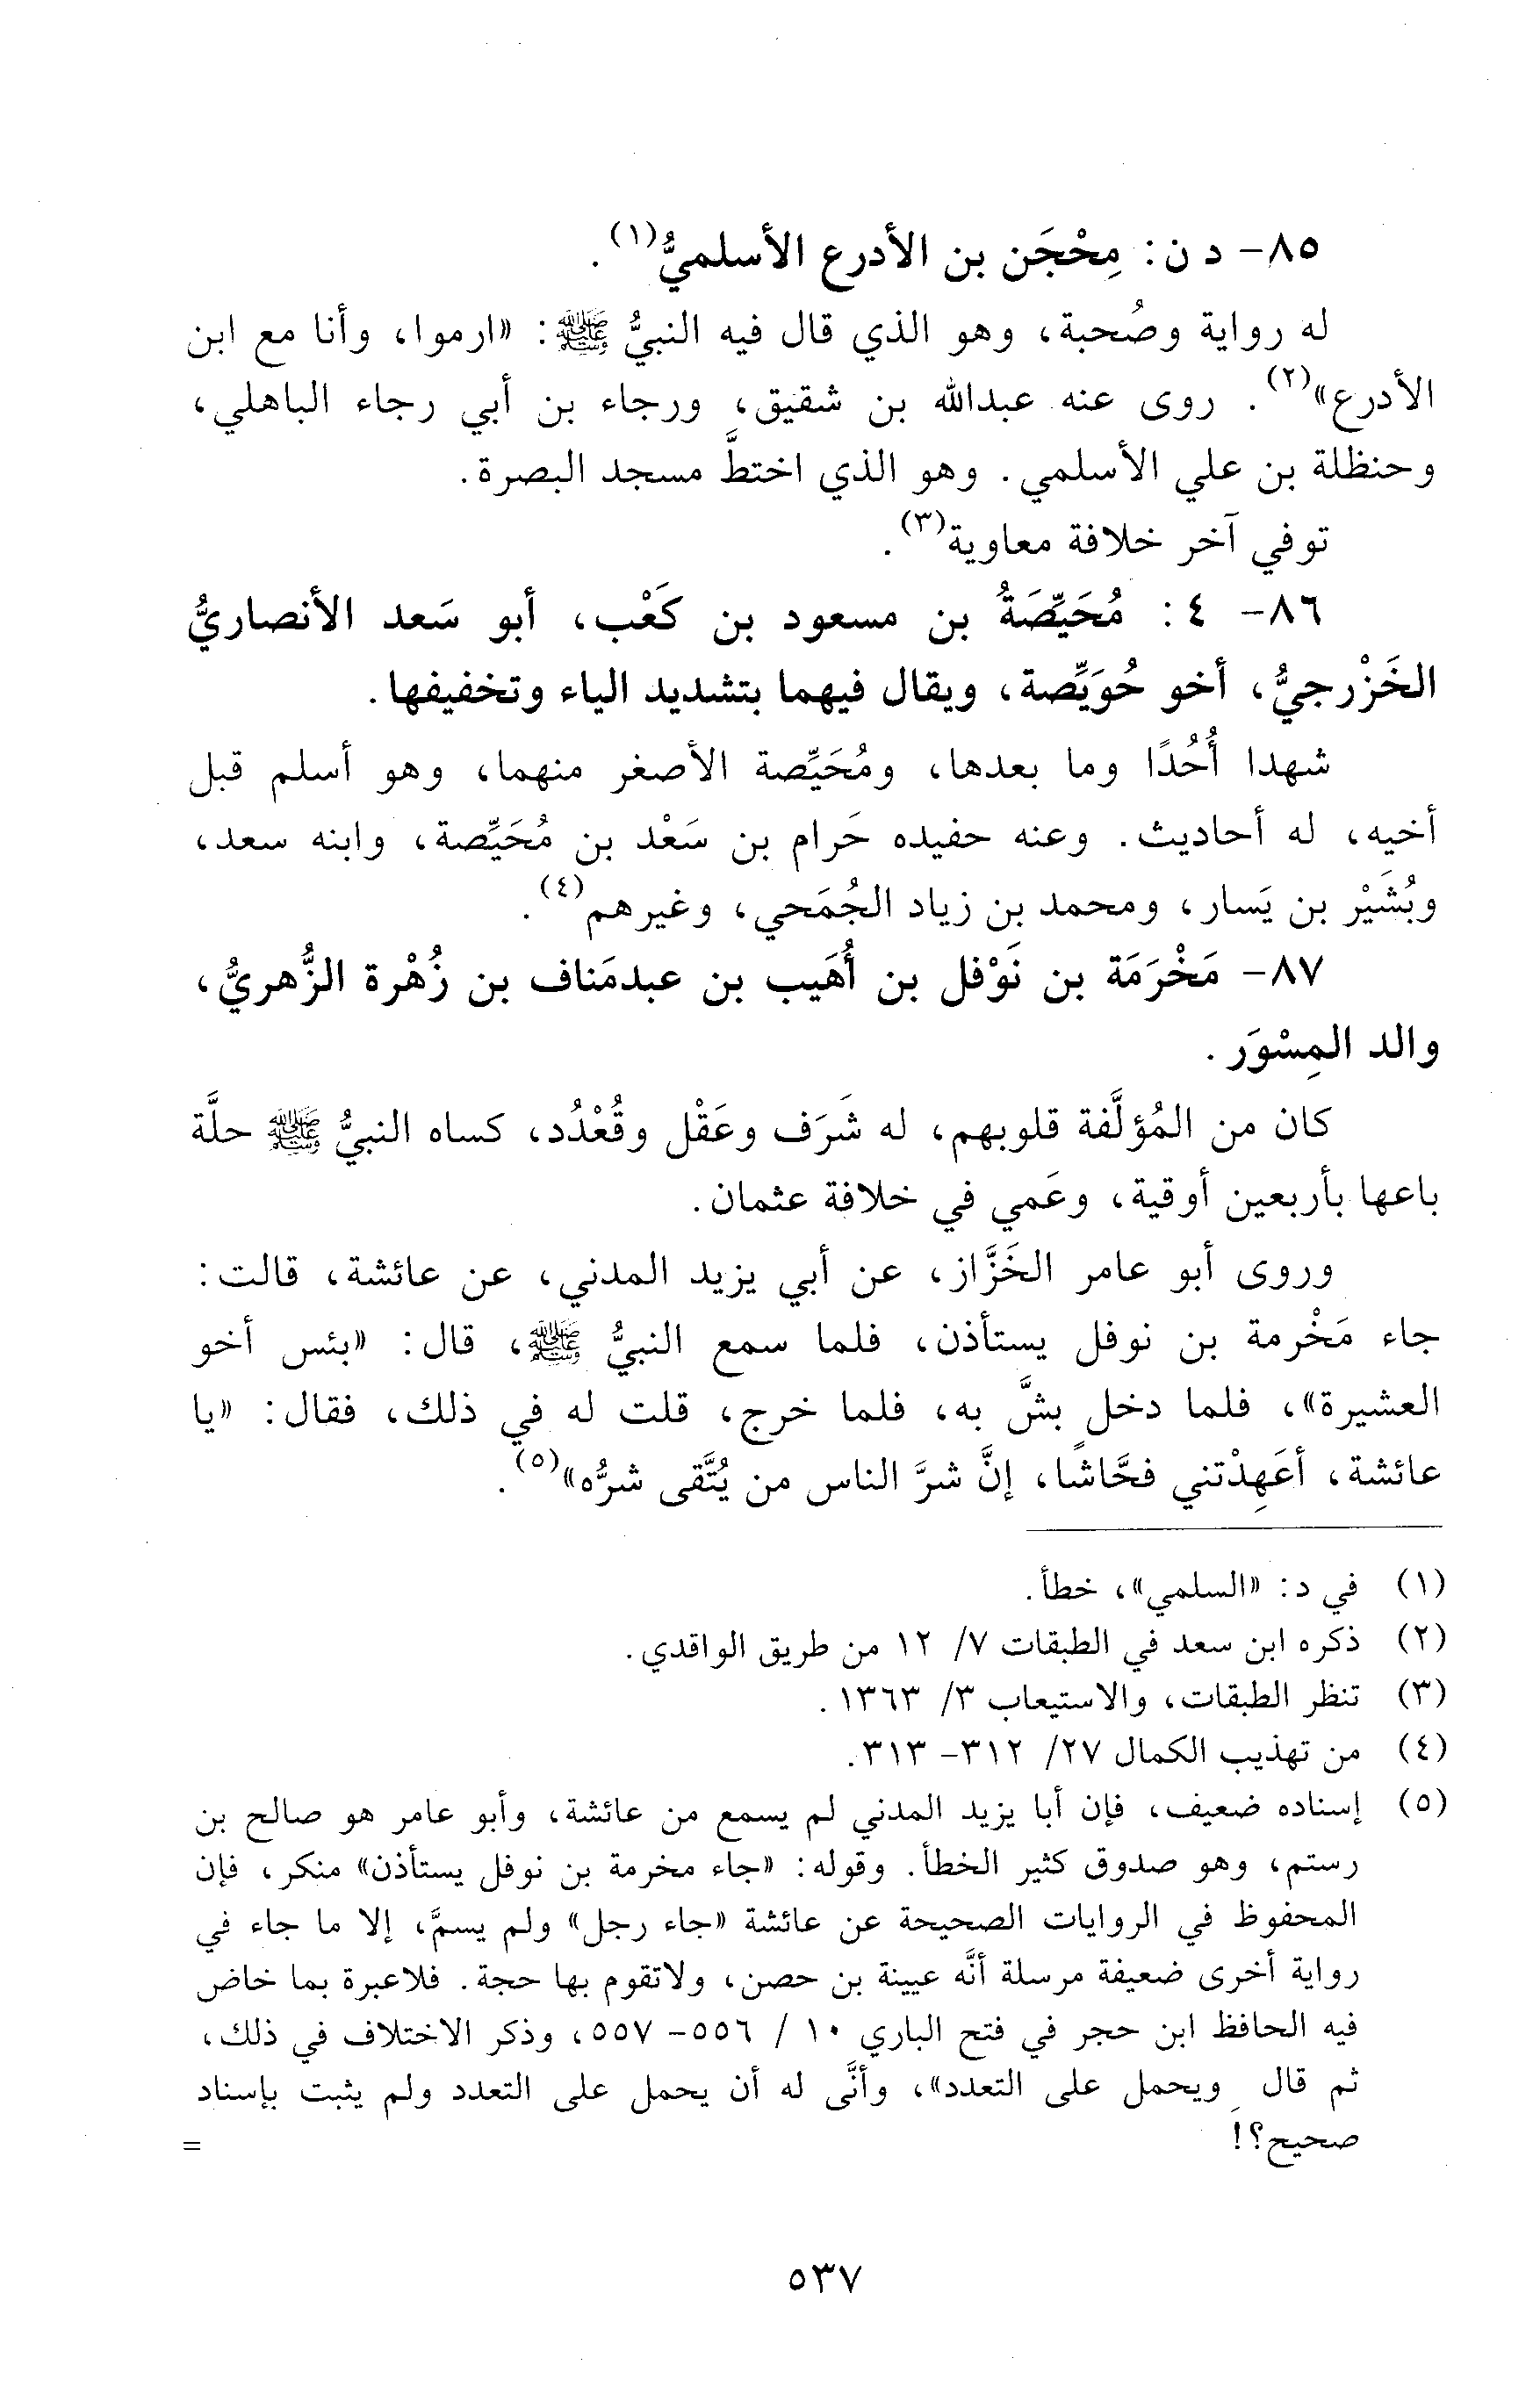 ٨٥- د ن: مِحْجَن بن الأدرع الأسلميُّ(١).
له رواية وصُحبة، وهو الذي قال فيه النبيُّ ﷺ: «ارموا، وأنا مع ابن
الأدرع»(٢). روى عنه عبدالله بن شقيق، ورجاء بن أبي رجاء الباهلي،
وحنظلة بن علي الأسلمي. وهو الذي اختطَّ مسجد البصرة.
توفي آخر خلافة معاوية(٣).
٨٦- ٤: مُحَيِّصَةُ بن مسعود بن كَعْب، أبو سَعد الأنصاريُّ
الخَزْرجيُّ، أخو حُوَيِّصة، ويقال فيهما بتشديد الياء وتخفيفها.
شهدا أُحُدًا وما بعدها، ومُحَيِّصة الأصغر منهما، وهو أسلم قبل
أخيه، له أحاديث. وعنه حفيده حَرام بن سَعْد بن مُحَيِّصة، وابنه سعد،
وبُشَيْر بن يَسار، ومحمد بن زياد الجُمَحي، وغيرهم(٤).
٨٧- مَخْرَمَة بن نَوْفل بن أُهَيب بن عبدمَناف بن زُهْرة الزُّهريُّ،
والد المِسْوَر.
كان من المُؤلَّفة قلوبهم، له شَرَف وعَقْل وقُعْدُد، كساه النبيُّ ﷺ حلَّة
باعها بأربعين أوقية، وعَمي في خلافة عثمان.
وروى أبو عامر الخَزَّاز، عن أبي يزيد المدني، عن عائشة، قالت:
جاء مَخْرمة بن نوفل يستأذن، فلما سمع النبيُّ ﷺ، قال: «بئس أخو
العشيرة»، فلما دخل بشَّ به، فلما خرج، قلت له في ذلك، فقال: «يا
عائشة، أعَهِدْتني فحَّاشًا، إنَّ شرَّ الناس من يُتَّقى شرُّه»(٥).
(١) في د: «السلمي»، خطأ.
(٢) ذكره ابن سعد في الطبقات ٧/ ١٢ من طريق الواقدي.
(٣) تنظر الطبقات، والاستيعاب ٣/ ١٣٦٣.
(٤) من تهذيب الكمال ٢٧/ ٣١٢- ٣١٣.
(٥) إسناده ضعيف، فإن أبا يزيد المدني لم يسمع من عائشة، وأبو عامر هو صالح بن
رستم، وهو صدوق كثير الخطأ. وقوله: «جاء مخرمة بن نوفل يستأذن» منكر، فإن
المحفوظ في الروايات الصحيحة عن عائشة «جاء رجل» ولم يسمَّ، إلا ما جاء في
رواية أخرى ضعيفة مرسلة أنَّه عيينة بن حصن، ولاتقوم بها حجة. فلاعبرة بما خاض
فيه الحافظ ابن حجر في فتح الباري ١٠ / ٥٥٦- ٥٥٧، وذكر الاختلاف في ذلك،
ثم قال ويحمل على التعدد»، وأنَّى له أن يحمل على التعدد ولم يثبت بإسناد
صحيح؟! =
٥٣٧